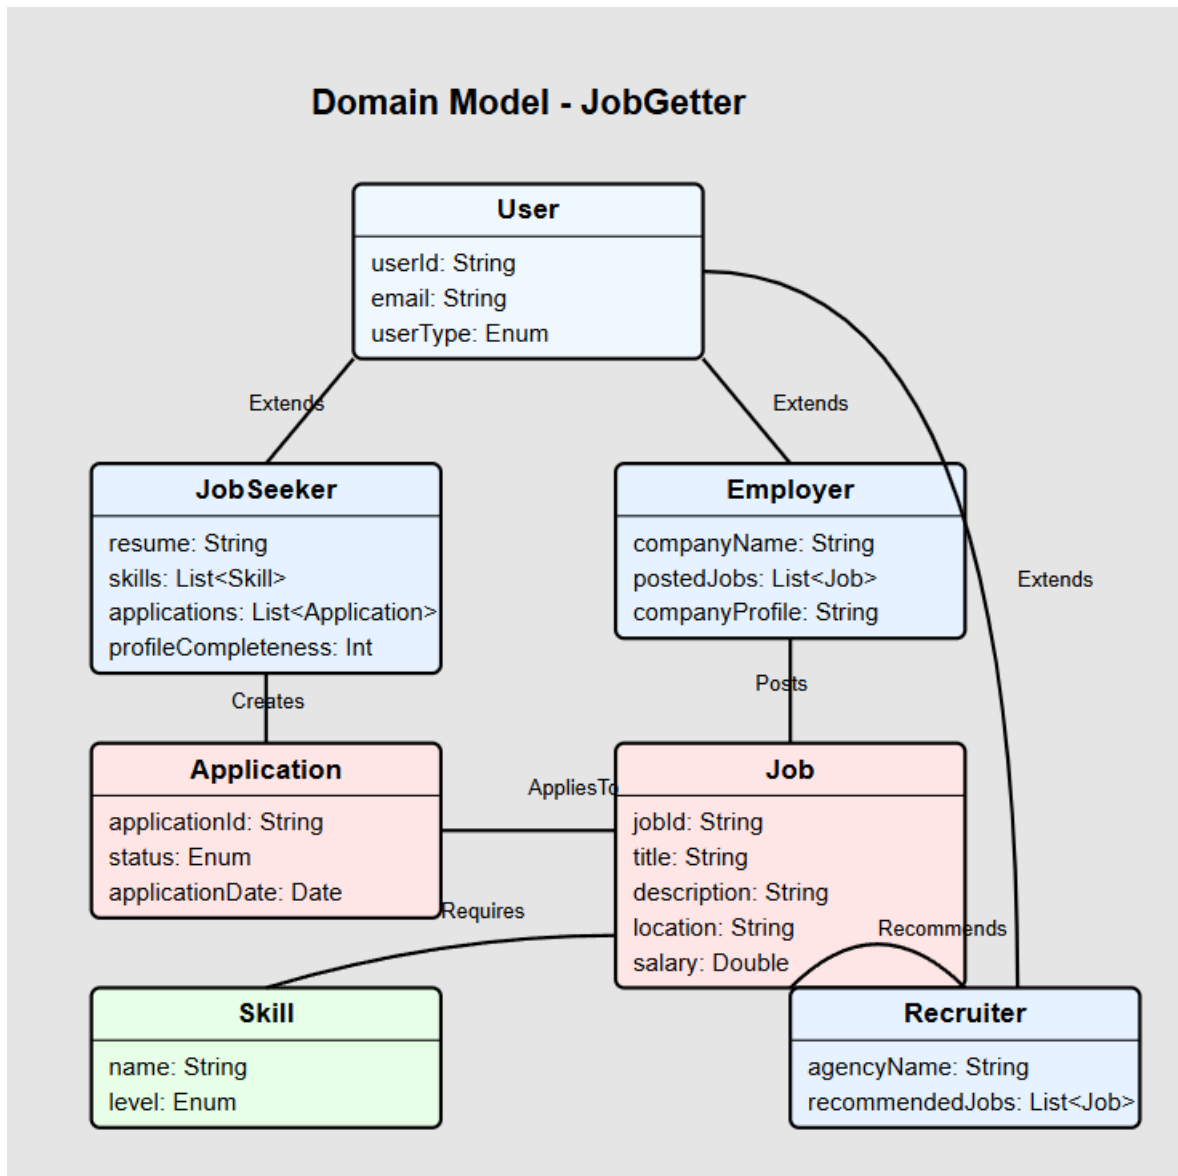 Domain Model - JobGetter
User
userId: String
email: String
userType: Enum
Extends
Extends
JobSeeker
resume: String
skills: List<Skill>
applications: List<Application>
profileCompleteness: Int
Employer
companyName: String
postedJobs: List<Job>
companyProfile: String
Extends
Creates
Posts
Application
applicationId: String
status: Enum
applicationDate: Date
AppliesTo
Job
jobId: String
title: String
description: String
location: String
salary: Double
Requires
Recommends
Skill
name: String
level: Enum
Recruiter
agencyName: String
recommendedJobs: List<Job>